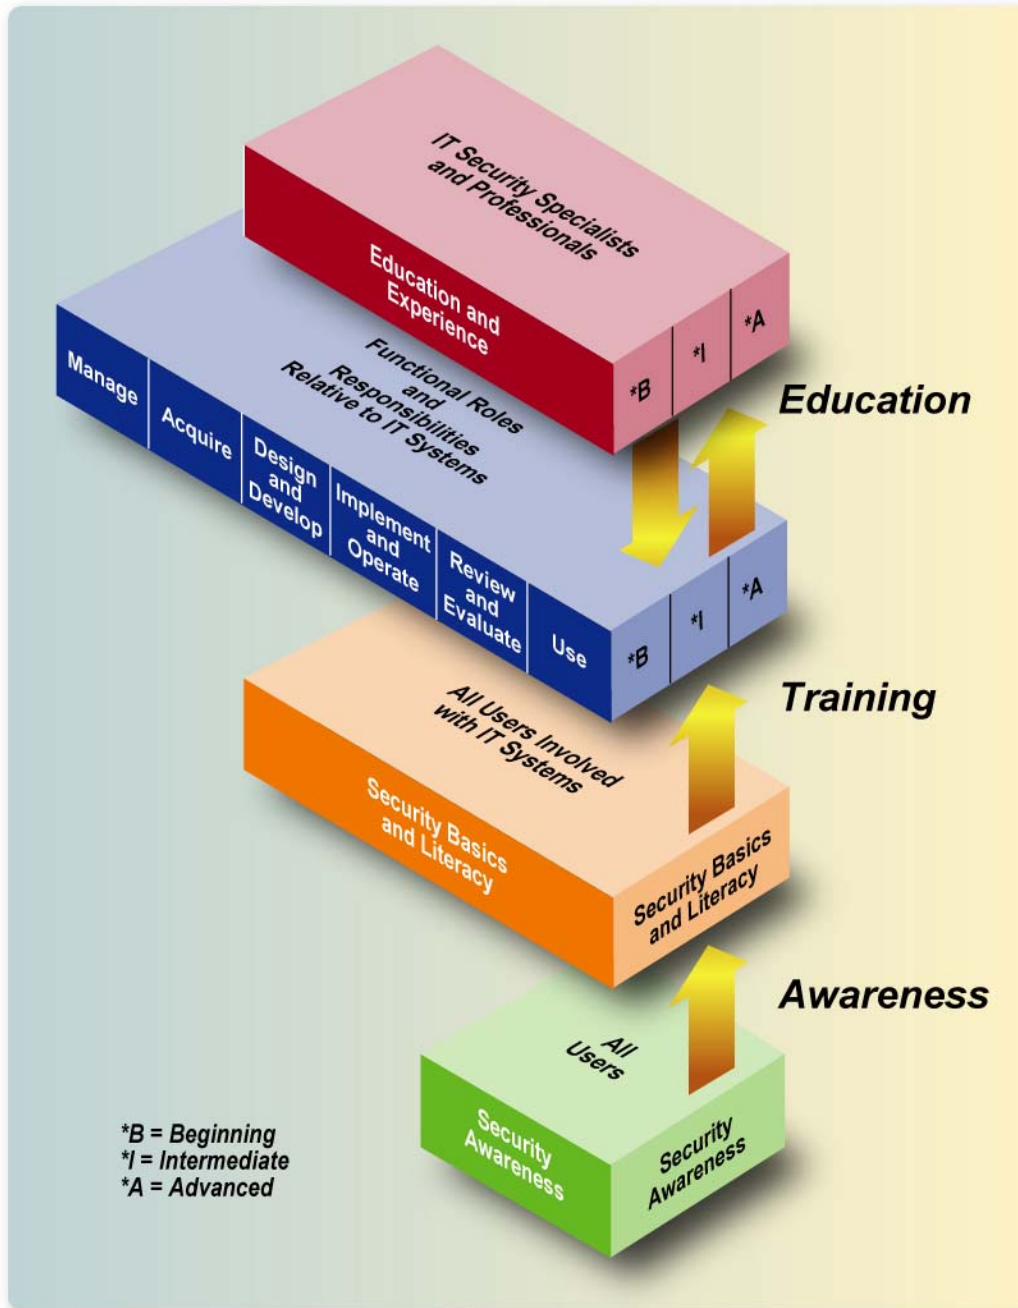 IT Security Specialists
and Professionals
Education and
Experience
*B
*I
*A
Education
Functional Roles
and
Responsibilities
Relative to IT Systems
Manage
Acquire
Design
and
Develop
Implement
and
Operate
Review
and
Evaluate
Use
*B
*I
*A
Training
All Users Involved
with IT Systems
Security Basics
and Literacy
Security Basics
and Literacy
Awareness
All
Users
Security
Awareness
Security
Awareness
*B = Beginning
*I = Intermediate
*A = Advanced